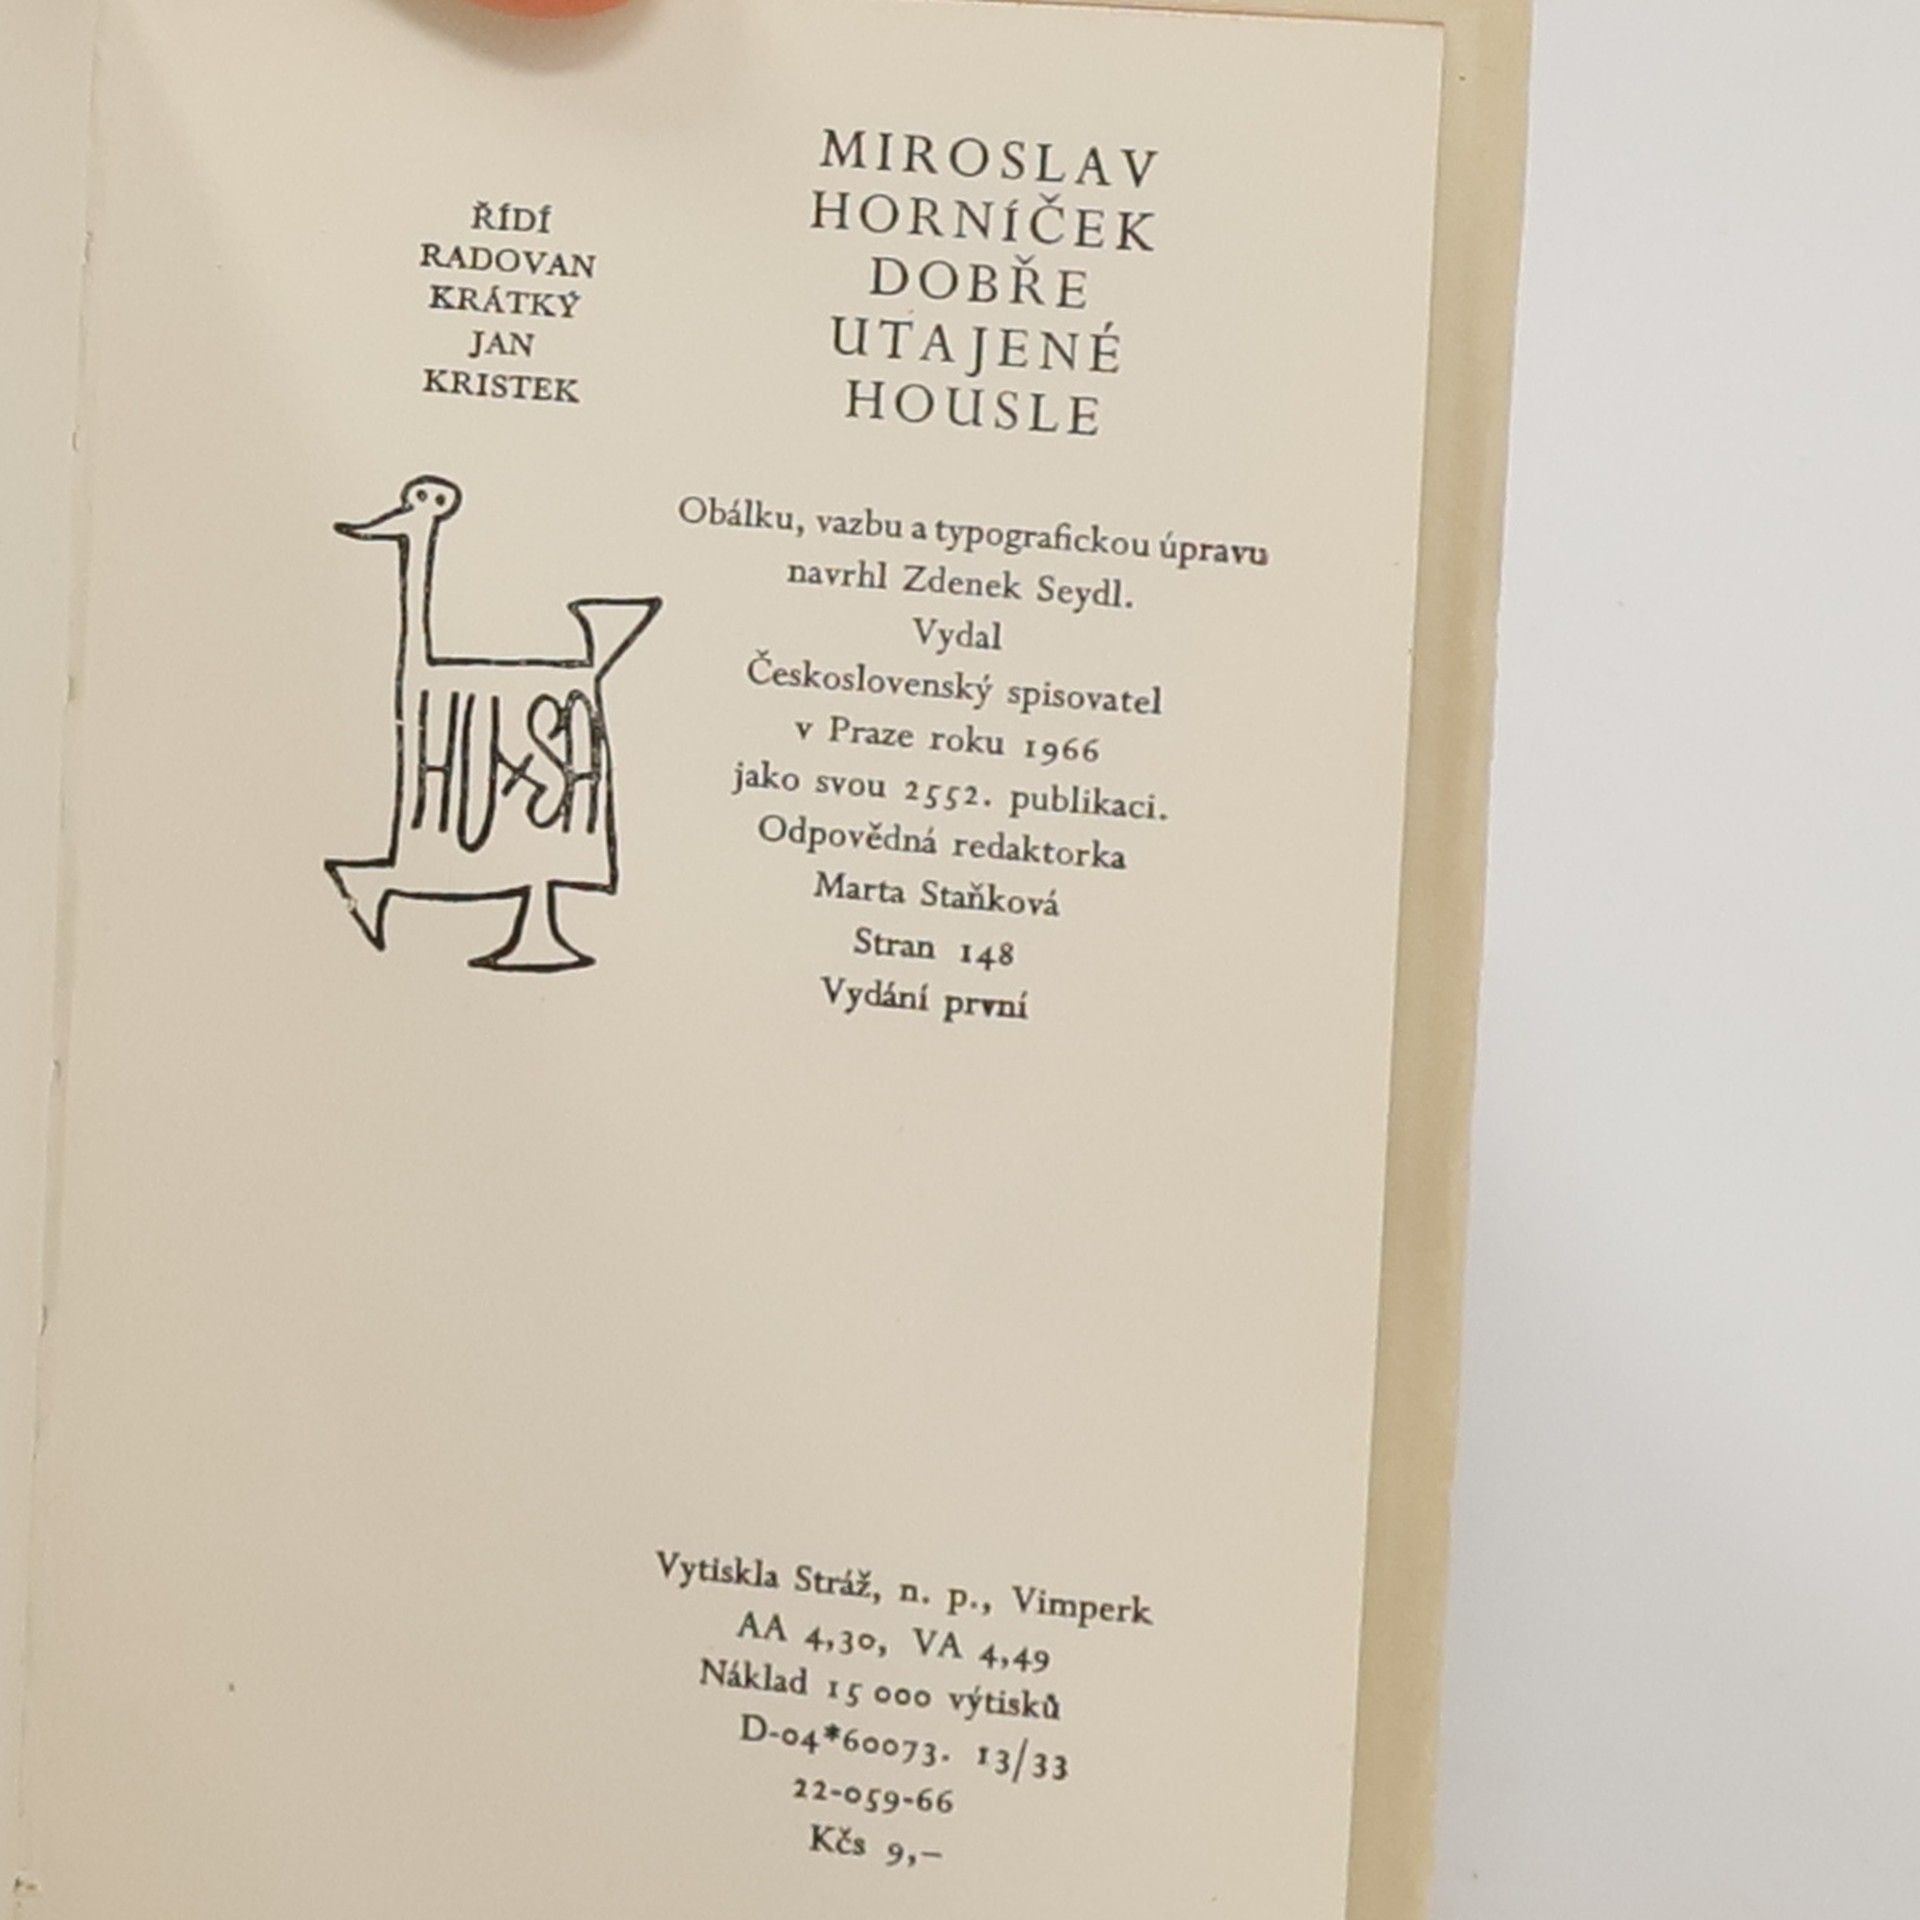 ŘÍDÍ
RADOVAN
KRÁTKÝ
JAN
KRISTEK
HU+SA
MIROSLAV
HORNÍČEK
DOBŘE
UTAJENÉ
HOUSLE
Obálku, vazbu a typografickou úpravu
navrhl Zdenek Seydl.
Vydal
Československý spisovatel
v Praze roku 1966
jako svou 2552. publikaci.
Odpovědná redaktorka
Marta Staňková
Stran 148
Vydání první
Vytiskla Stráž, n. p., Vimperk
AA 4,30, VA 4,49
Náklad 15 000 výtisků
D-04*60073. 13/33
22-059-66
Kčs 9,–